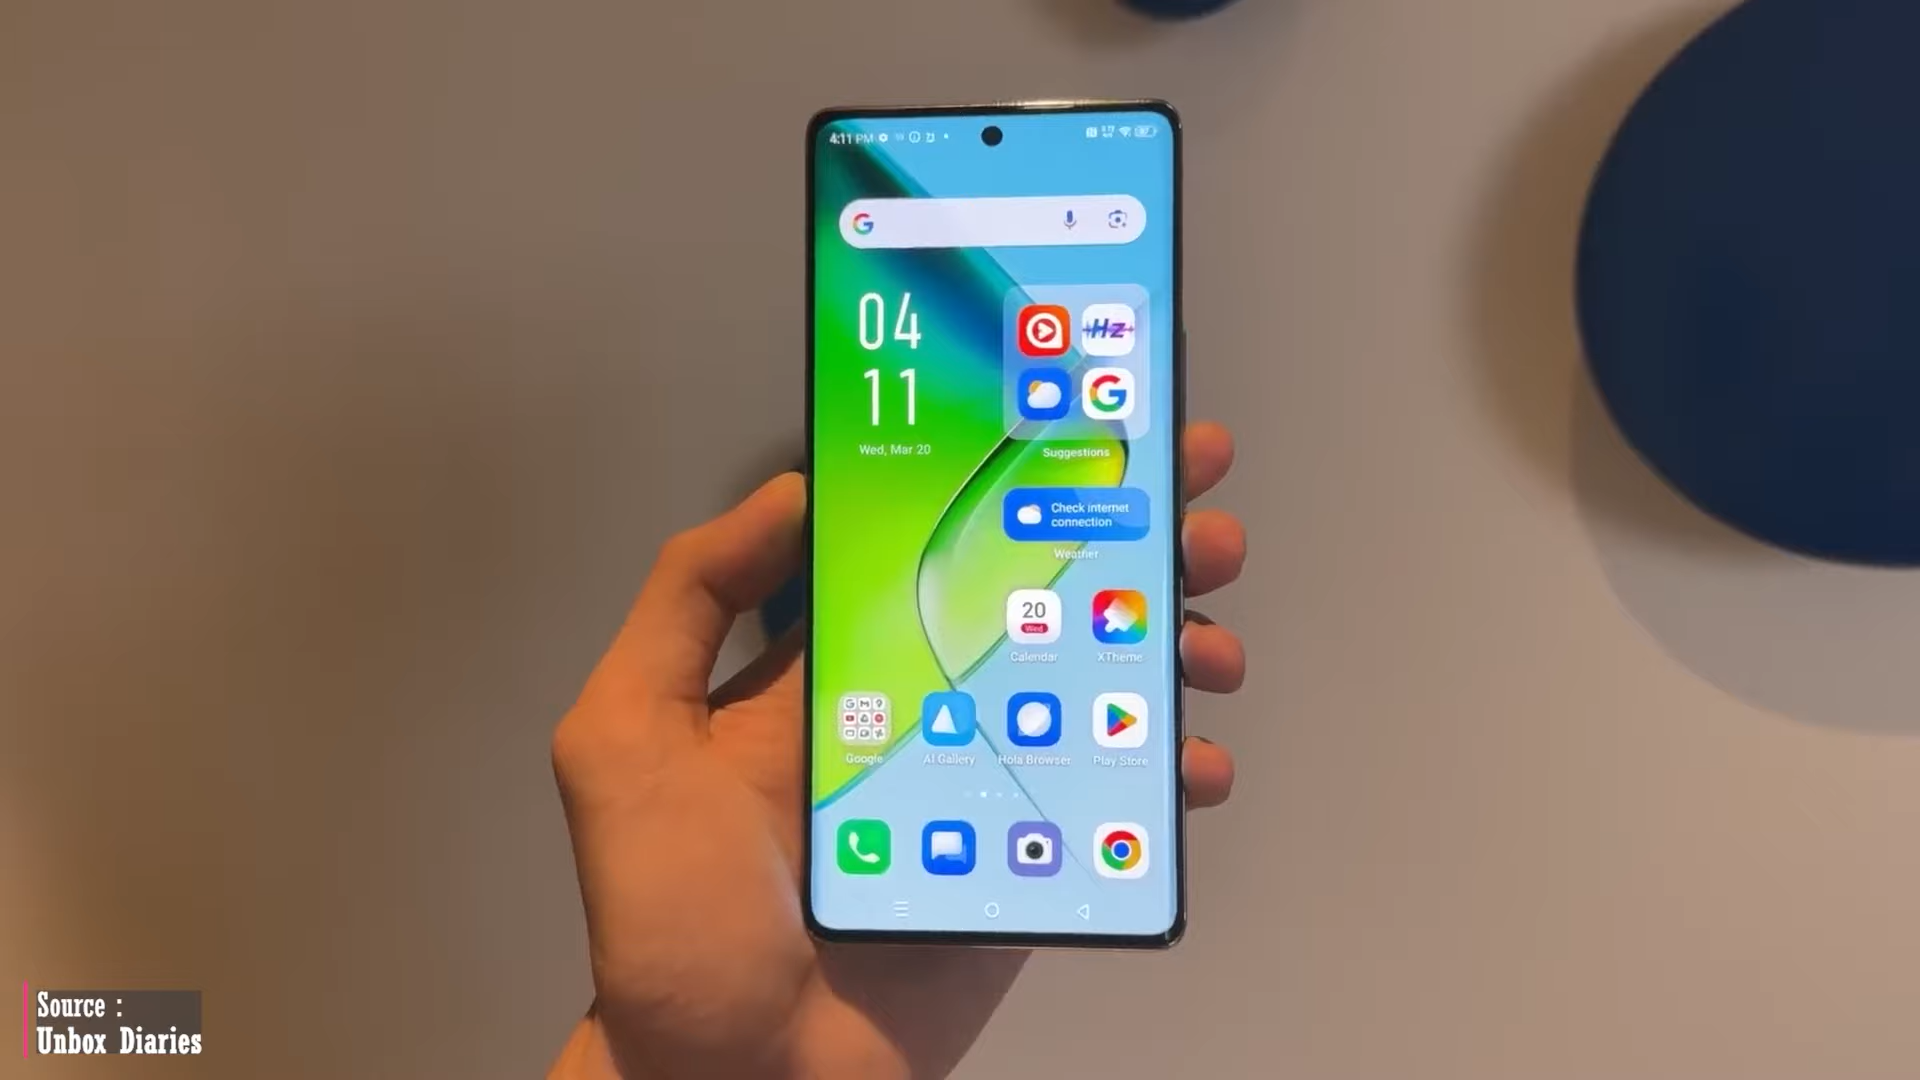 4:11 PM
04
11
Wed, Mar 20
Hz
Suggestions
Check internet
connection
Weather
20
Wed
Calendar
XTheme
Google
AI Gallery
Hola Browser
Play Store
Source :
Unbox Diaries